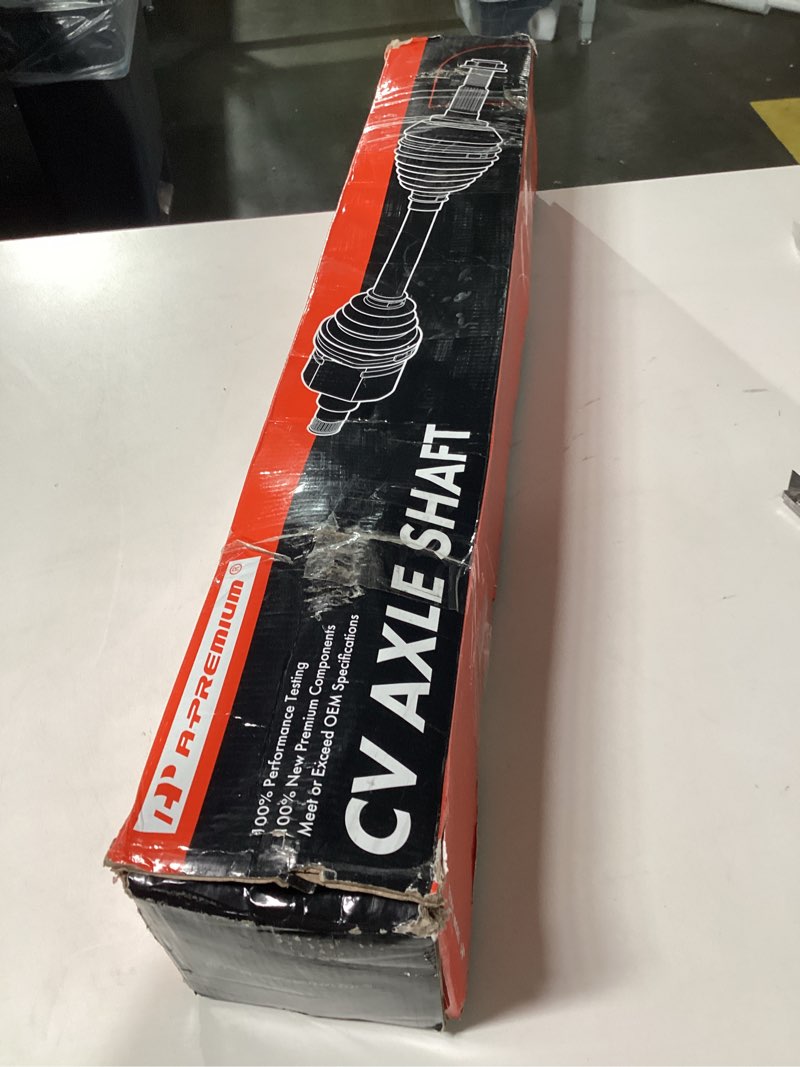 A-PREMIUM®
100% Performance Testing
100% New Premium Components
Meet or Exceed OEM Specifications
CV AXLE SHAFT